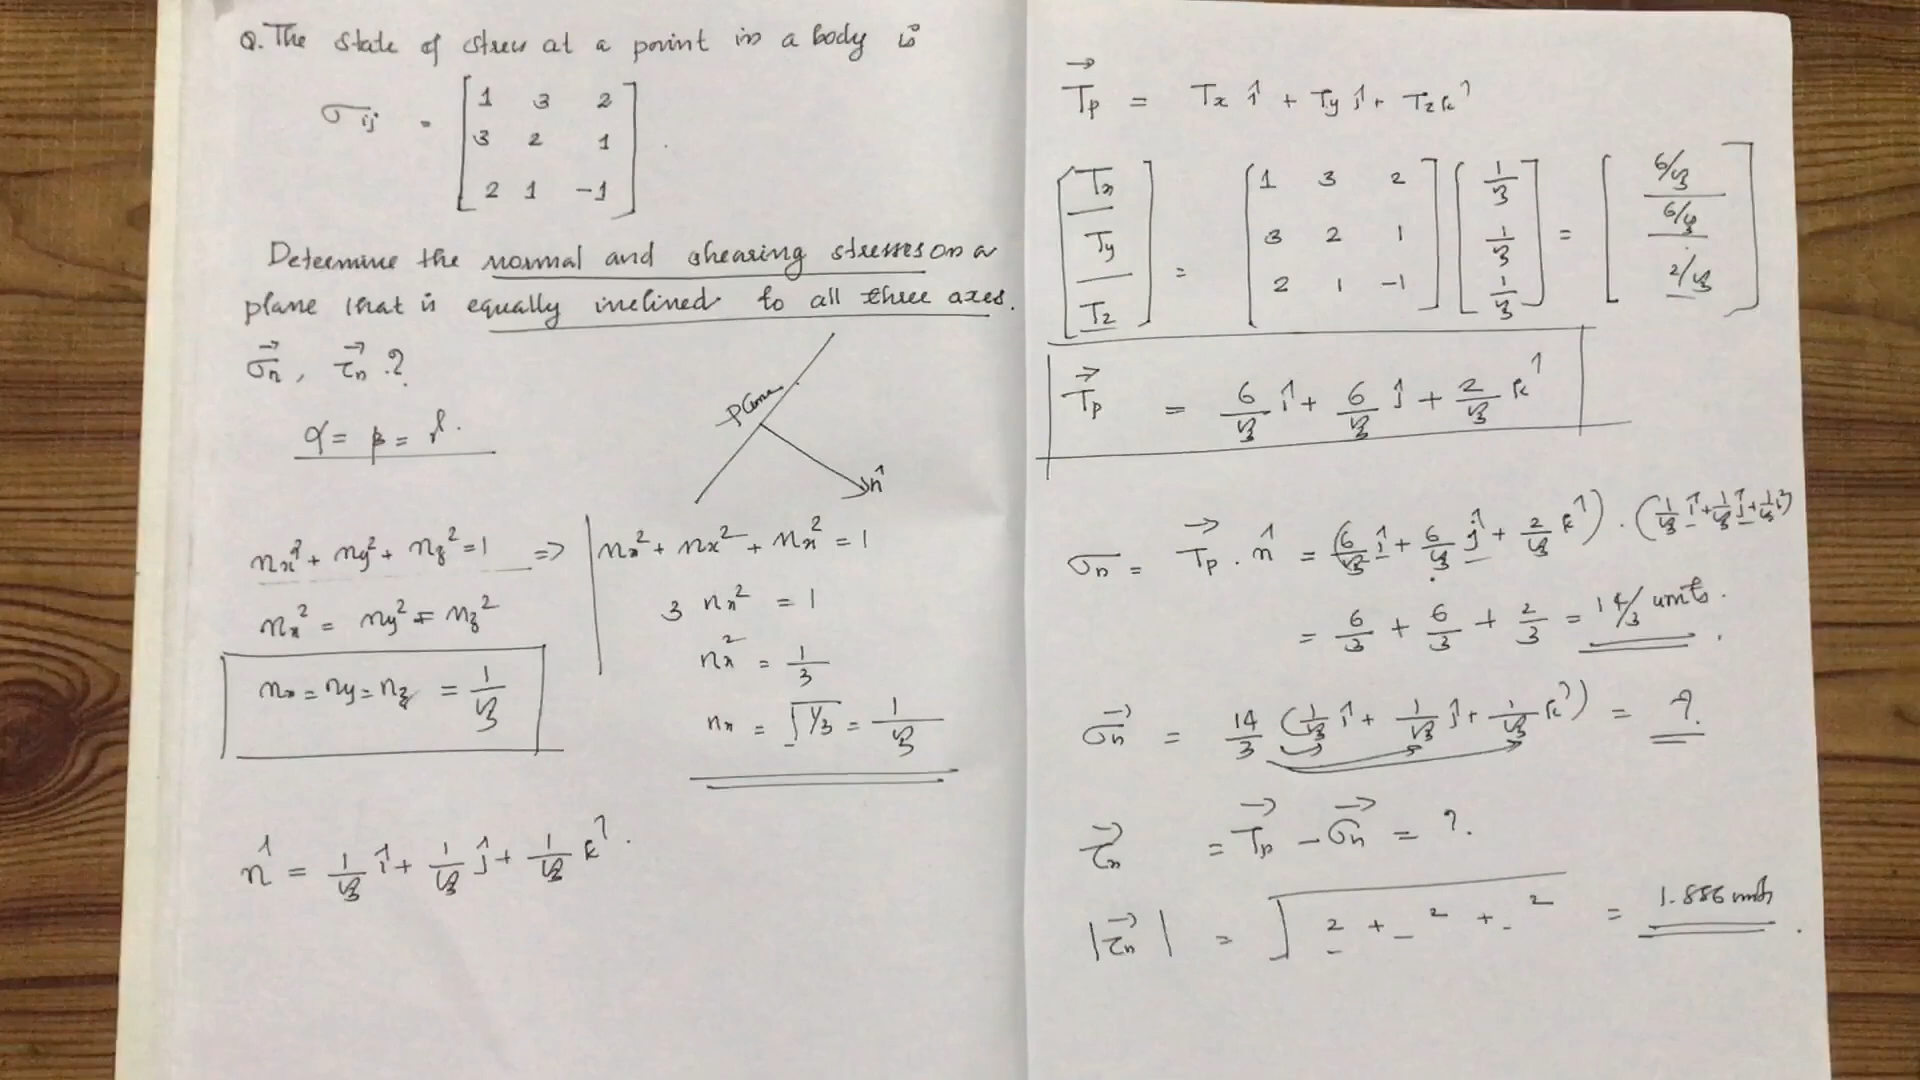 Q. The state of stress at a point in a body is
σij = [1 3 2
3 2 1
2 1 -1]
Determine the normal and shearing stresses on a
plane that is equally inclined to all three axes.
σn, τn ?
plane
α = β = γ.
n̂
nx² + ny² + nz² = 1 => nx² + nx² + nx² = 1
nx² = ny² = nz²
3 nx² = 1
nx² = 1/3
nx = ny = nz = 1/√3
nx = √1/3 = 1/√3
n̂ = 1/√3 î + 1/√3 ĵ + 1/√3 k̂.
Tp = Tx î + Ty ĵ + Tz k̂
[Tx Ty Tz] = [1 3 2
3 2 1
2 1 -1] [1/√3 1/√3 1/√3] = [6/√3 6/√3 2/√3]
Tp = 6/√3 î + 6/√3 ĵ + 2/√3 k̂
σn = Tp . n̂ = (6/√3 î + 6/√3 ĵ + 2/√3 k̂) . (1/√3 î + 1/√3 ĵ + 1/√3 k̂)
= 6/3 + 6/3 + 2/3 = 14/3 units.
σn = 14/3 (1/√3 î + 1/√3 ĵ + 1/√3 k̂) = ?
τn = Tp - σn = ?.
|τn| = √ _² + _² + _² = 1.886 units.